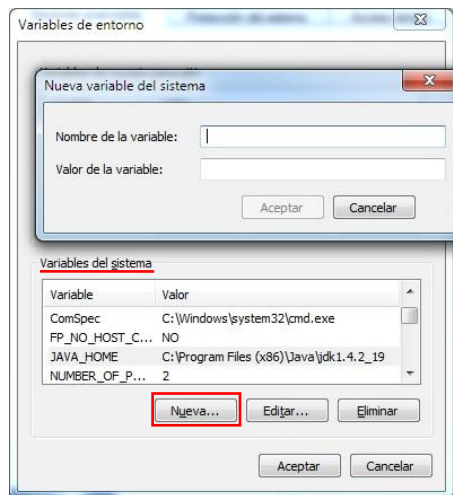 Variables de entorno
Nueva variable del sistema
Nombre de la variable:
Valor de la variable:
Aceptar Cancelar
Variables del sistema
Variable Valor
ComSpec C:\Windows\system32\cmd.exe
FP_NO_HOST_C... NO
JAVA_HOME C:\Program Files (x86)\Java\jdk1.4.2_19
NUMBER_OF_P... 2
Nueva... Editar... Eliminar
Aceptar Cancelar